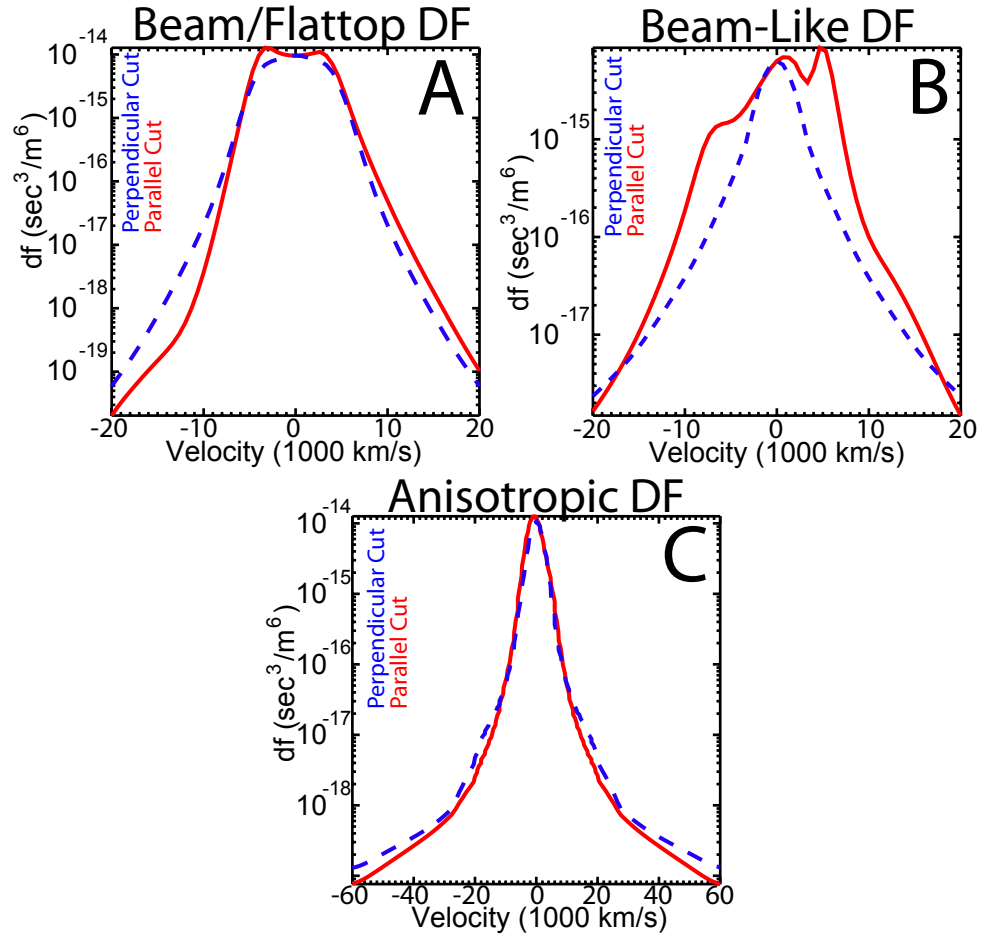 Beam/Flattop DF
A
Perpendicular Cut
Parallel Cut
df (sec^3/m^6)
10^-14
10^-15
10^-16
10^-17
10^-18
10^-19
-20 -10 0 10 20
Velocity (1000 km/s)
Beam-Like DF
B
Perpendicular Cut
Parallel Cut
df (sec^3/m^6)
10^-15
10^-16
10^-17
-20 -10 0 10 20
Velocity (1000 km/s)
Anisotropic DF
C
Perpendicular Cut
Parallel Cut
df (sec^3/m^6)
10^-14
10^-15
10^-16
10^-17
10^-18
-60 -40 -20 0 20 40 60
Velocity (1000 km/s)